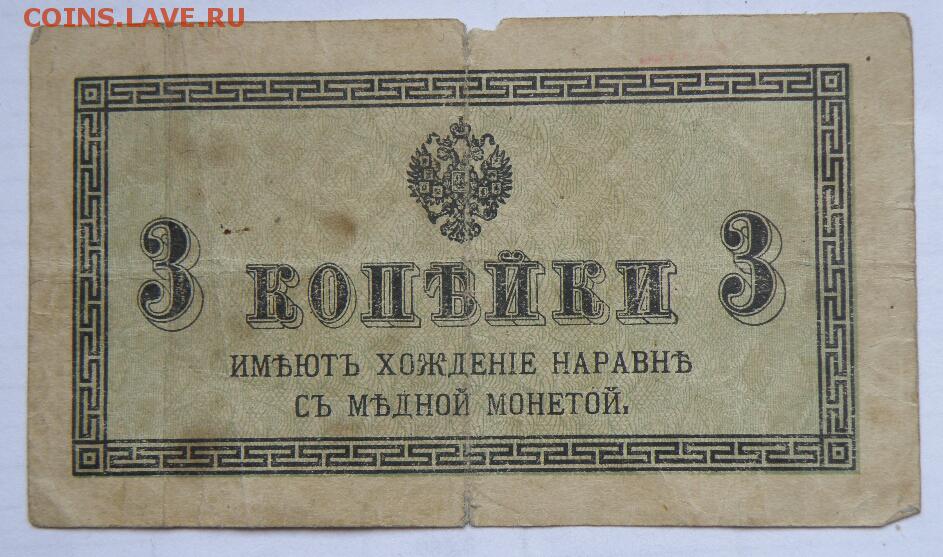 COINS.LAVE.RU
3 КОПѢЙКИ 3
ИМѢЮТЪ ХОЖДЕНІЕ НАРАВНѢ
СЪ МѢДНОЙ МОНЕТОЙ.